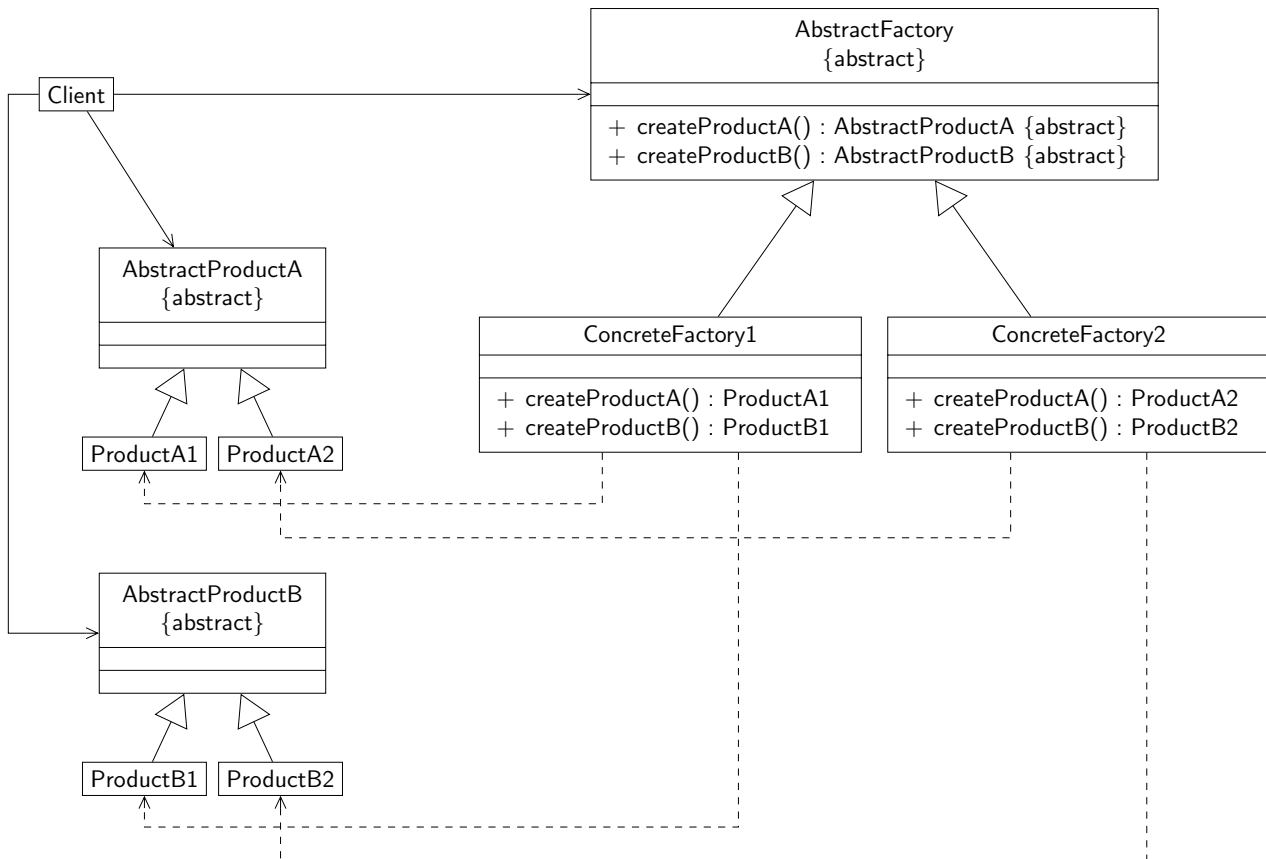 AbstractFactory
{abstract}
Client
+ createProductA() : AbstractProductA {abstract}
+ createProductB() : AbstractProductB {abstract}
AbstractProductA
{abstract}
ConcreteFactory1
+ createProductA() : ProductA1
+ createProductB() : ProductB1
ConcreteFactory2
+ createProductA() : ProductA2
+ createProductB() : ProductB2
ProductA1
ProductA2
AbstractProductB
{abstract}
ProductB1
ProductB2